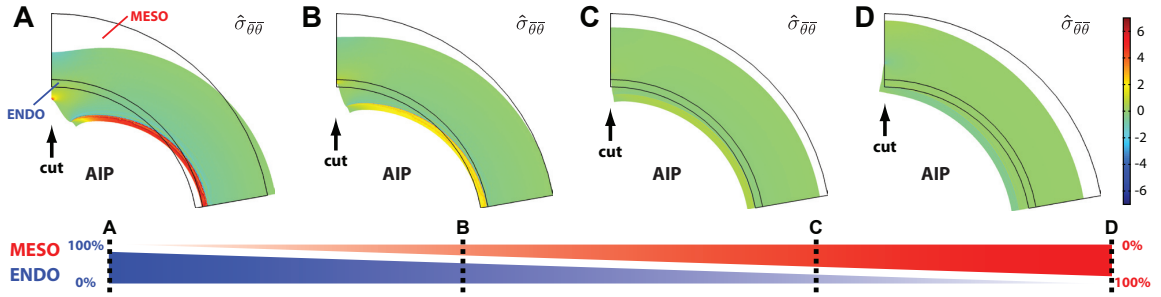 A
B
C
D
MESO
ENDO
σ̂_θ̄θ̄
σ̂_θ̄θ̄
σ̂_θ̄θ̄
σ̂_θ̄θ̄
cut
cut
cut
cut
AIP
AIP
AIP
AIP
6
4
2
0
-2
-4
-6
A
B
C
D
MESO 100% 0%
ENDO 0% 100%